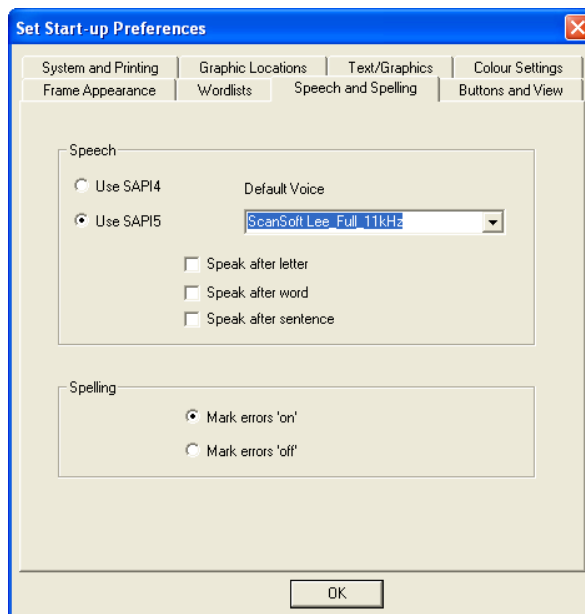 Set Start-up Preferences
System and Printing Graphic Locations Text/Graphics Colour Settings
Frame Appearance Wordlists Speech and Spelling Buttons and View
Speech
Use SAPI4 Default Voice
Use SAPI5 ScanSoft Lee_Full_11kHz
Speak after letter
Speak after word
Speak after sentence
Spelling
Mark errors 'on'
Mark errors 'off'
OK